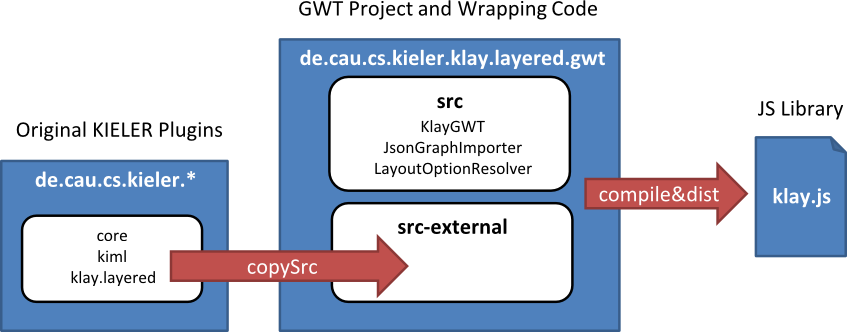 GWT Project and Wrapping Code
de.cau.cs.kieler.klay.layered.gwt
src
KlayGWT
JsonGraphImporter
LayoutOptionResolver
src-external
Original KIELER Plugins
de.cau.cs.kieler.*
core
kiml
klay.layered
copySrc
compile&dist
JS Library
klay.js